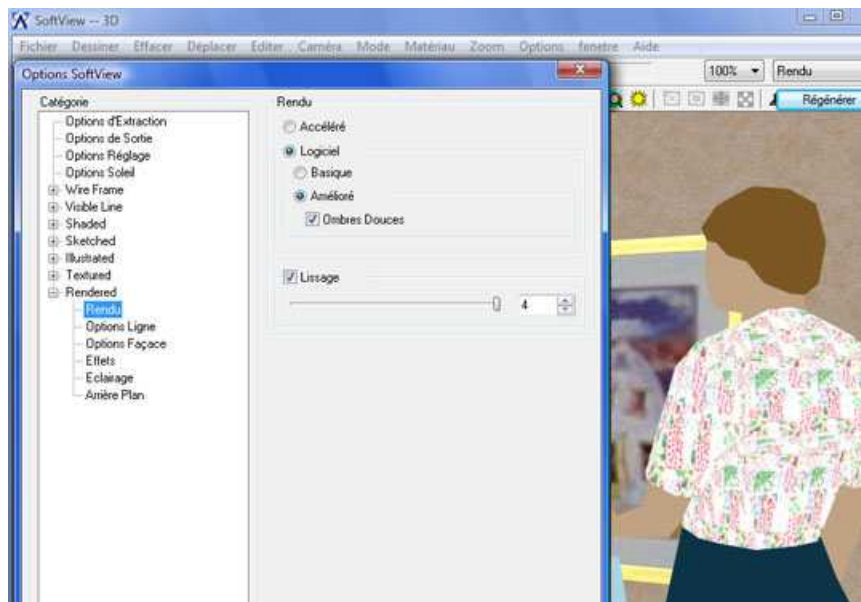 SoftView -- 3D
Fichier Dessiner Effacer Déplacer Editer Caméra Mode Matériau Zoom Options fenetre Aide
Options SoftView
100%
Rendu
Régénérer
Catégorie
Options d'Extraction
Options de Sortie
Options Réglage
Options Soleil
Wire Frame
Visible Line
Shaded
Sketched
Illustrated
Textured
Rendered
Rendu
Options Ligne
Options Façace
Effets
Eclairage
Arrière Plan
Rendu
Accéléré
Logiciel
Basique
Amélioré
Ombres Douces
Lissage
4